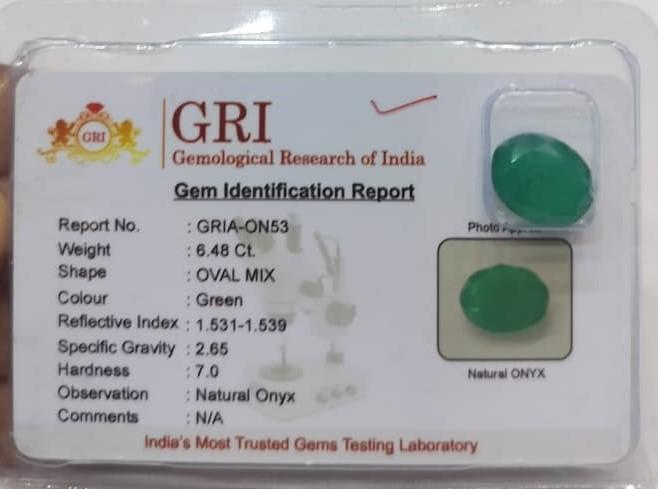 GRI
GRI
Gemological Research of India
Gem Identification Report
Report No. : GRIA-ON53
Weight : 6.48 Ct.
Shape : OVAL MIX
Colour : Green
Reflective Index : 1.531-1.539
Specific Gravity : 2.65
Hardness : 7.0
Observation : Natural Onyx
Comments : N/A
Photo
Natural ONYX
India's Most Trusted Gems Testing Laboratory